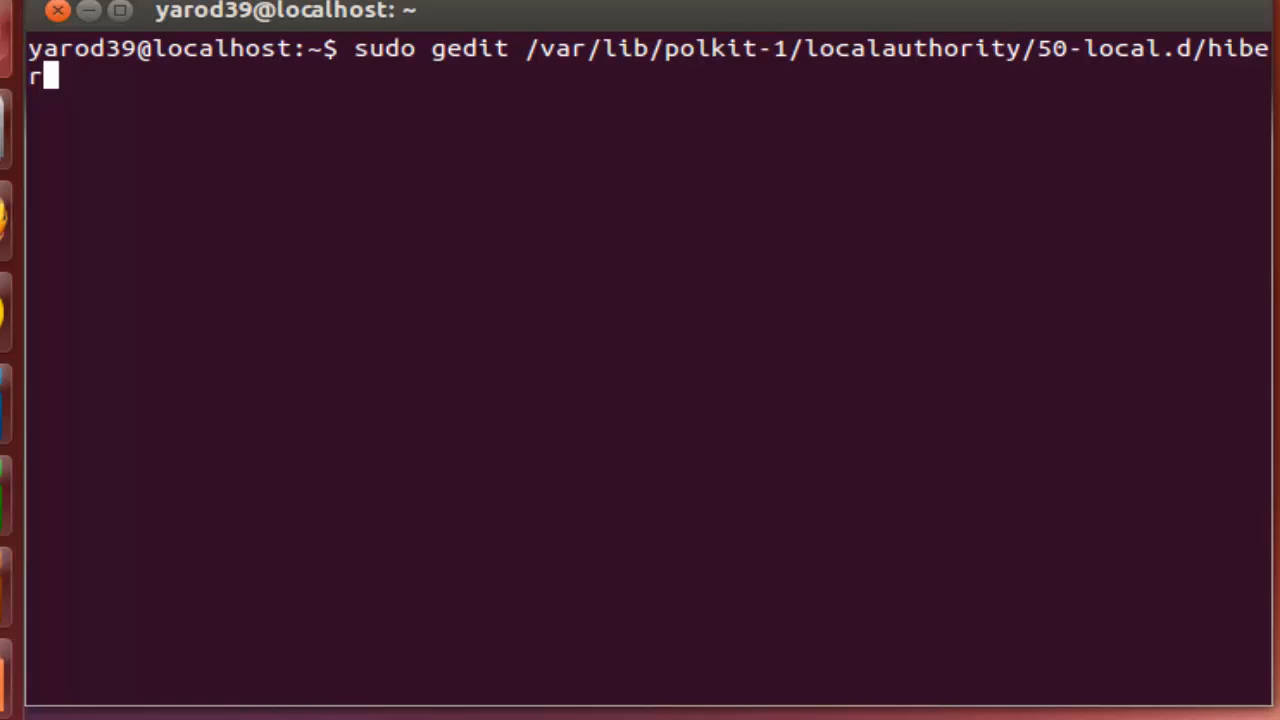 yarod39@localhost: ~
yarod39@localhost:~$ sudo gedit /var/lib/polkit-1/localauthority/50-local.d/hibe
r